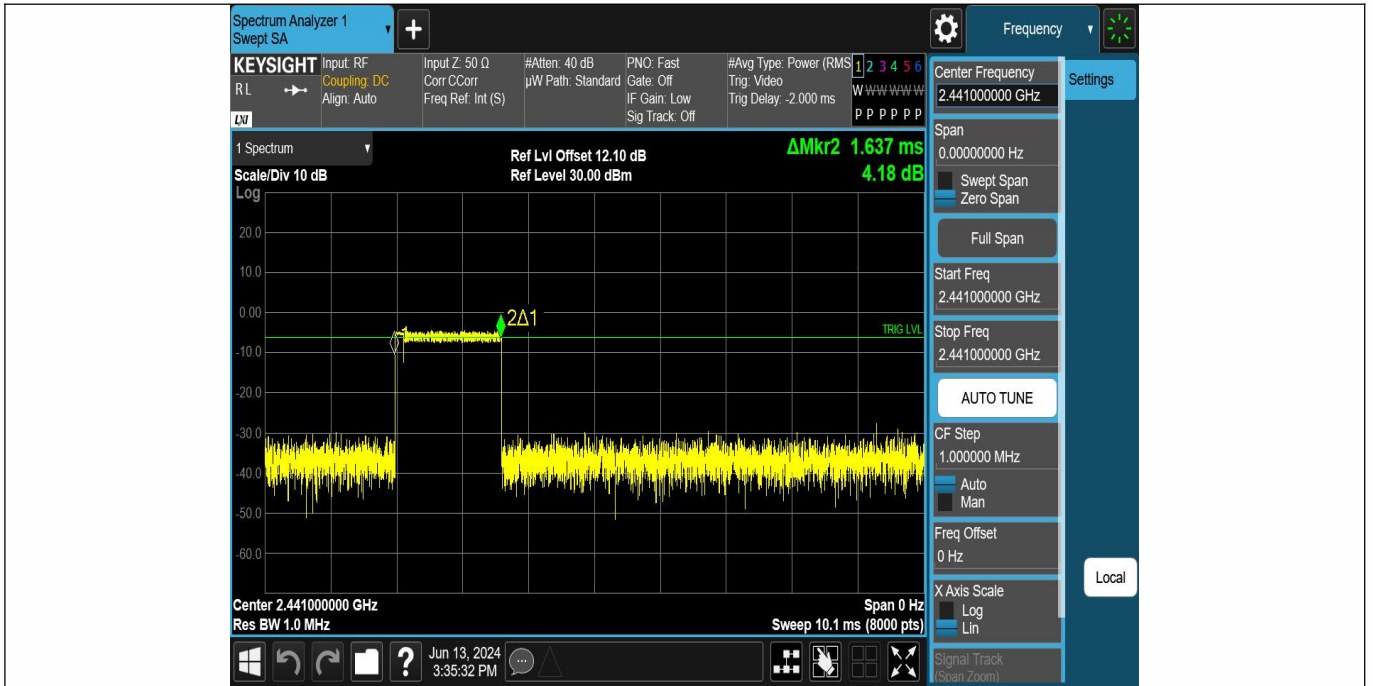 Spectrum Analyzer 1
Swept SA
+
Frequency
KEYSIGHT
R L
LXI
Input: RF
Coupling: DC
Align: Auto
Input Z: 50 Ω
Corr CCorr
Freq Ref: Int (S)
#Atten: 40 dB
µW Path: Standard
PNO: Fast
Gate: Off
IF Gain: Low
Sig Track: Off
#Avg Type: Power (RMS
Trig: Video
Trig Delay: -2.000 ms
1 2 3 4 5 6
W W W W W W
P P P P P P
Center Frequency
2.441000000 GHz
Settings
1 Spectrum
Scale/Div 10 dB
Log
Ref Lvl Offset 12.10 dB
Ref Level 30.00 dBm
ΔMkr2 1.637 ms
4.18 dB
20.0
10.0
0.00
-10.0
-20.0
-30.0
-40.0
-50.0
-60.0
1
2Δ1
TRIG LVL
Span
0.00000000 Hz
Swept Span
Zero Span
Full Span
Start Freq
2.441000000 GHz
Stop Freq
2.441000000 GHz
AUTO TUNE
CF Step
1.000000 MHz
Auto
Man
Freq Offset
0 Hz
X Axis Scale
Log
Lin
Signal Track
(Span Zoom)
Local
Center 2.441000000 GHz
Res BW 1.0 MHz
Span 0 Hz
Sweep 10.1 ms (8000 pts)
?
Jun 13, 2024
3:35:32 PM